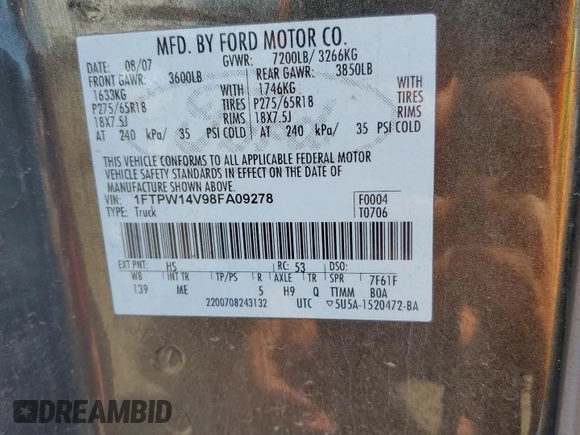 MFD. BY FORD MOTOR CO.
DATE: 08/07 GVWR: 7200LB/ 3266KG
FRONT GAWR: 3600LB REAR GAWR: 3850LB
1633KG WITH 1746KG WITH
P275/65R18 TIRES P275/65R18 TIRES
18X7.5J RIMS 18X7.5J RIMS
AT 240 kPa/ 35 PSI COLD AT 240 kPa/ 35 PSI COLD
THIS VEHICLE CONFORMS TO ALL APPLICABLE FEDERAL MOTOR
VEHICLE SAFETY STANDARDS IN EFFECT ON THE DATE OF
MANUFACTURE SHOWN ABOVE.
VIN: 1FTPW14V98FA09278 F0004
TYPE: Truck T0706
EXT PNT: HS RC: 53 DSO:
WB INT TR TP/PS R AXLE TR SPR 7F61F
139 ME 5 H9 Q TTMM BOA
2200708243132 UTC ▽5U5A-1520472-BA
Ford
DREAMBID